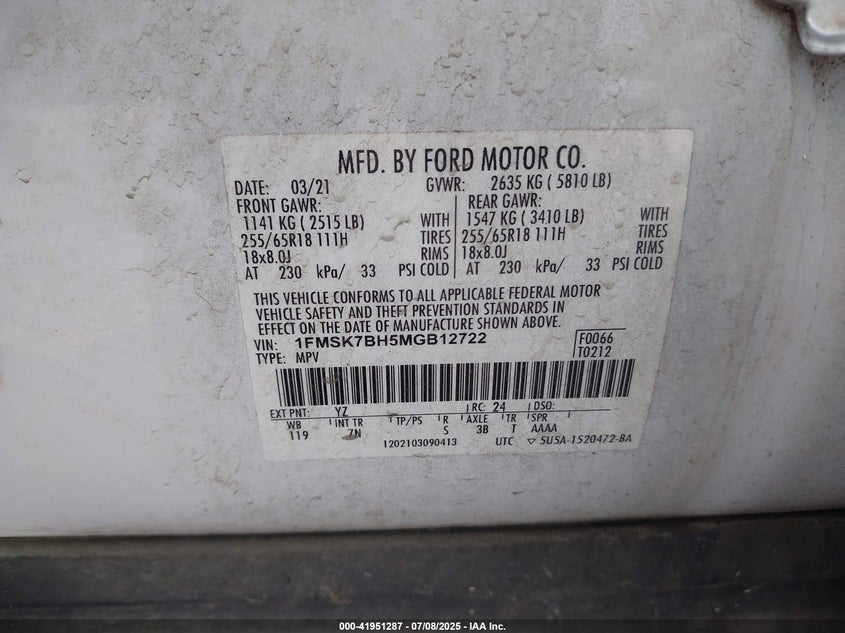 MFD. BY FORD MOTOR CO.
DATE: 03/21 GVWR: 2635 KG ( 5810 LB)
FRONT GAWR: REAR GAWR:
1141 KG ( 2515 LB) WITH 1547 KG ( 3410 LB) WITH
255/65R18 111H TIRES 255/65R18 111H TIRES
18x8.0J RIMS 18x8.0J RIMS
AT 230 kPa/ 33 PSI COLD AT 230 kPa/ 33 PSI COLD
THIS VEHICLE CONFORMS TO ALL APPLICABLE FEDERAL MOTOR
VEHICLE SAFETY AND THEFT PREVENTION STANDARDS IN
EFFECT ON THE DATE OF MANUFACTURE SHOWN ABOVE.
VIN: 1FMSK7BH5MGB12722 F0066
TYPE: MPV T0212
EXT PNT: YZ RC: 24 DSO:
WB INT TR TP/PS R AXLE TR SPR
119 7N S 3B T AAAA
1202103090413 UTC ▽ 5U5A-1520472-BA
000-41951287 - 07/08/2025 - IAA Inc.